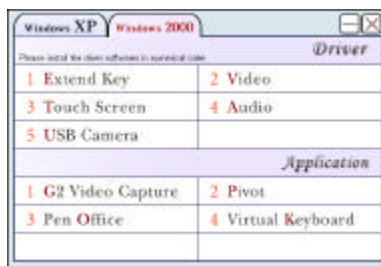 Windows XP Windows 2000
Please install the driver softwares in numerical order
Driver
1 Extend Key 2 Video
3 Touch Screen 4 Audio
5 USB Camera
Application
1 G2 Video Capture 2 Pivot
3 Pen Office 4 Virtual Keyboard